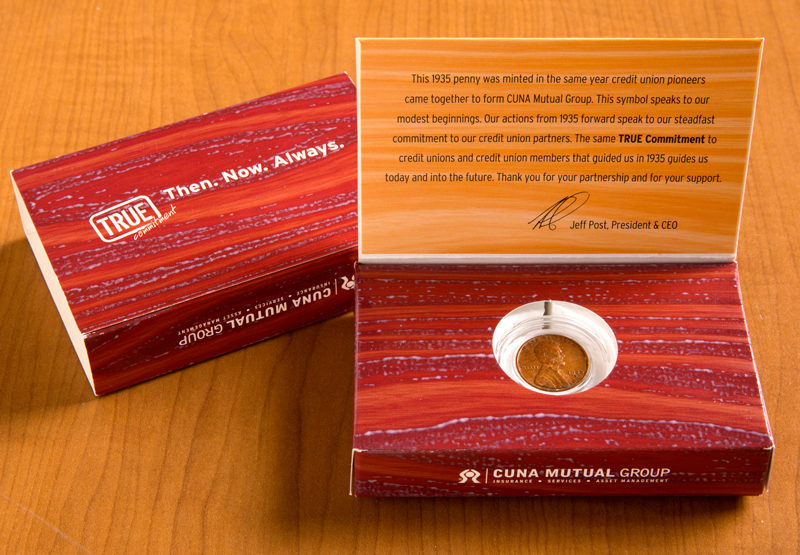 This 1935 penny was minted in the same year credit union pioneers
came together to form CUNA Mutual Group. This symbol speaks to our
modest beginnings. Our actions from 1935 forward speak to our steadfast
commitment to our credit union partners. The same TRUE Commitment to
credit unions and credit union members that guided us in 1935 guides us
today and into the future. Thank you for your partnership and for your support.
Jeff Post, President & CEO
Then. Now. Always.
TRUE
commitment
CUNA MUTUAL GROUP
INSURANCE • SERVICES • ASSET MANAGEMENT
CUNA MUTUAL GROUP
INSURANCE • SERVICES • ASSET MANAGEMENT